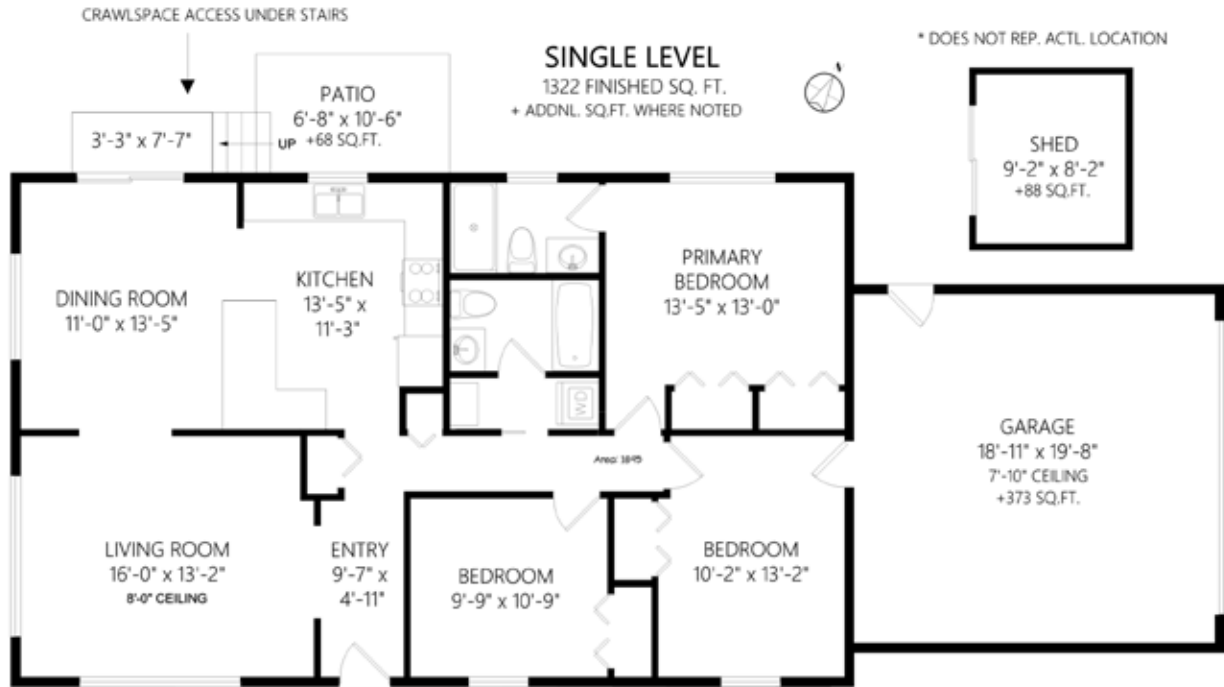 CRAWLSPACE ACCESS UNDER STAIRS
SINGLE LEVEL
1322 FINISHED SQ. FT.
+ ADDNL. SQ.FT. WHERE NOTED
N
* DOES NOT REP. ACTL. LOCATION
PATIO
6'-8" x 10'-6"
+68 SQ.FT.
3'-3" x 7'-7"
UP
SHED
9'-2" x 8'-2"
+88 SQ.FT.
DINING ROOM
11'-0" x 13'-5"
KITCHEN
13'-5" x
11'-3"
PRIMARY
BEDROOM
13'-5" x 13'-0"
WD
GARAGE
18'-11" x 19'-8"
7'-10" CEILING
+373 SQ.FT.
Area: 1695
LIVING ROOM
16'-0" x 13'-2"
8'-0" CEILING
ENTRY
9'-7" x
4'-11"
BEDROOM
9'-9" x 10'-9"
BEDROOM
10'-2" x 13'-2"